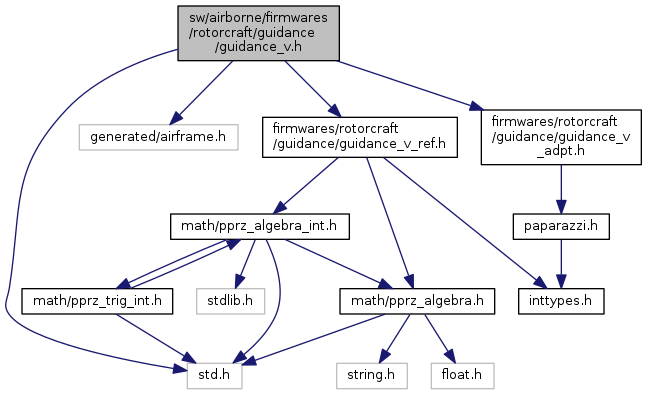 sw/airborne/firmwares
/rotorcraft/guidance
/guidance_v.h
generated/airframe.h
firmwares/rotorcraft
/guidance/guidance_v_ref.h
firmwares/rotorcraft
/guidance/guidance_v
_adpt.h
math/pprz_algebra_int.h
paparazzi.h
math/pprz_trig_int.h
stdlib.h
math/pprz_algebra.h
inttypes.h
std.h
string.h
float.h